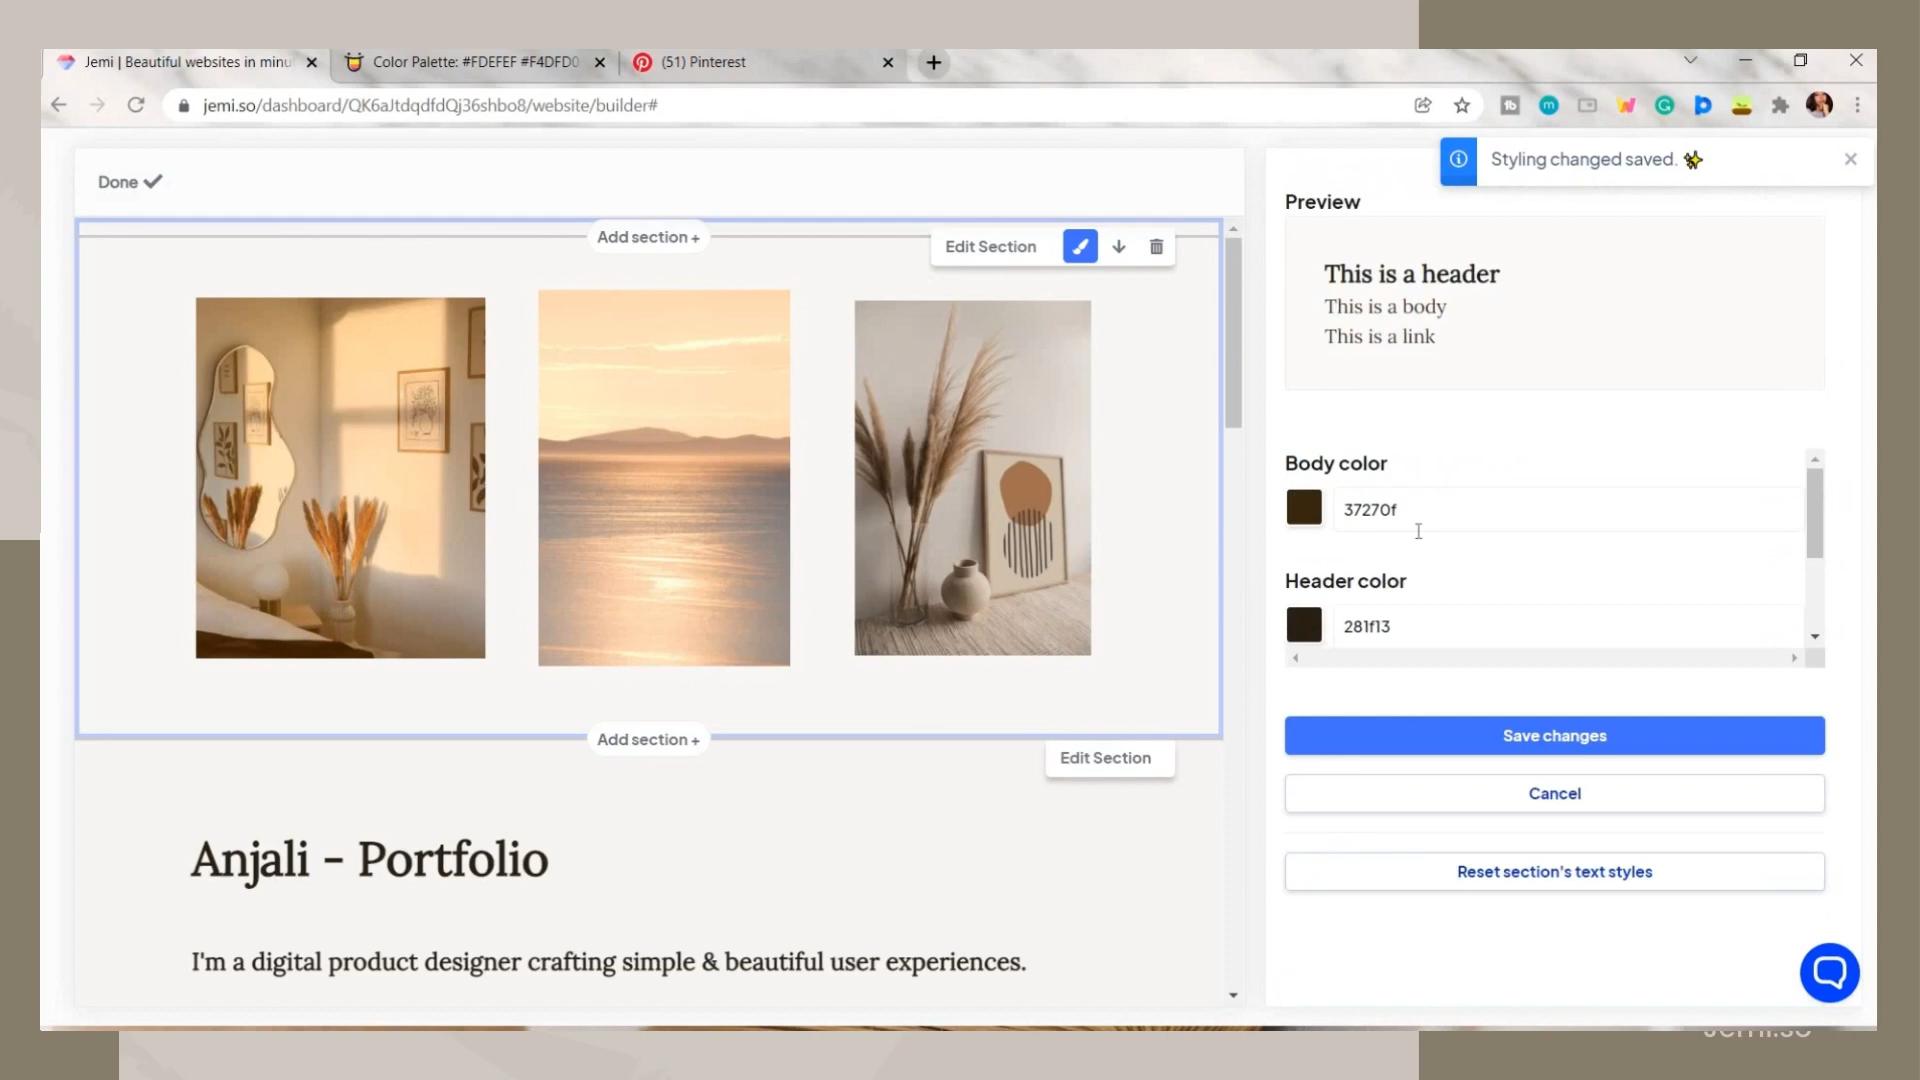 Jemi | Beautiful websites in minu
Color Palette: #FDEFEF #F4DFD0
(51) Pinterest
jemi.so/dashboard/QK6aJtdqdfdQj36shbo8/website/builder#
Styling changed saved. ✨
Done
Add section +
Edit Section
Preview
This is a header
This is a body
This is a link
Body color
37270f
Header color
281f13
Save changes
Cancel
Reset section's text styles
Add section +
Edit Section
Anjali - Portfolio
I'm a digital product designer crafting simple & beautiful user experiences.
Jemi.so